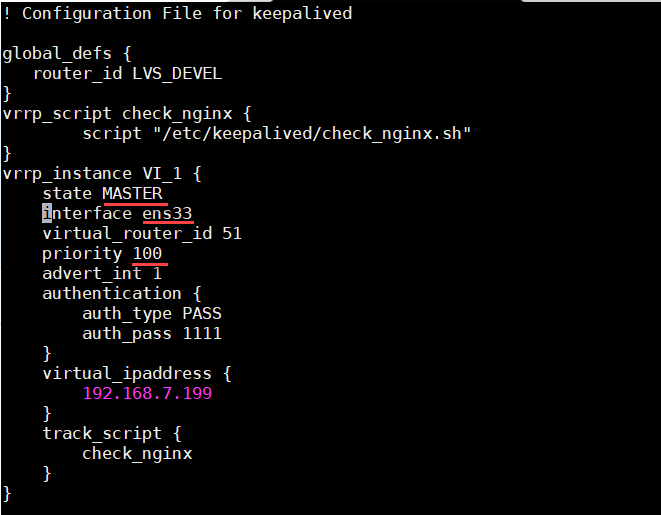 ! Configuration File for keepalived

global_defs {
   router_id LVS_DEVEL
}
vrrp_script check_nginx {
        script "/etc/keepalived/check_nginx.sh"
}
vrrp_instance VI_1 {
    state MASTER
    interface ens33
    virtual_router_id 51
    priority 100
    advert_int 1
    authentication {
        auth_type PASS
        auth_pass 1111
    }
    virtual_ipaddress {
        192.168.7.199
    }
    track_script {
        check_nginx
    }
}